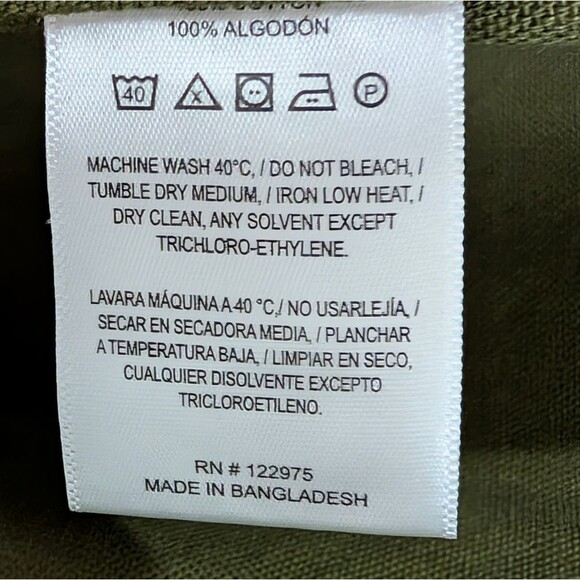 100% ALGODÓN
40 P
MACHINE WASH 40°C, / DO NOT BLEACH, /
TUMBLE DRY MEDIUM, / IRON LOW HEAT, /
DRY CLEAN, ANY SOLVENT EXCEPT
TRICHLORO-ETHYLENE.
LAVARA MÁQUINA A 40 °C,/ NO USARLEJÍA, /
SECAR EN SECADORA MEDIA, / PLANCHAR
A TEMPERATURA BAJA, / LIMPIAR EN SECO,
CUALQUIER DISOLVENTE EXCEPTO
TRICLOROETILENO.
RN # 122975
MADE IN BANGLADESH